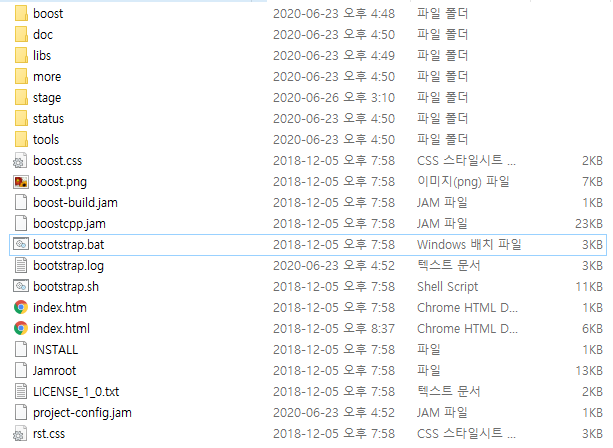 boost 2020-06-23 오후 4:48 파일 폴더
doc 2020-06-23 오후 4:50 파일 폴더
libs 2020-06-23 오후 4:49 파일 폴더
more 2020-06-23 오후 4:50 파일 폴더
stage 2020-06-26 오후 3:10 파일 폴더
status 2020-06-23 오후 4:50 파일 폴더
tools 2020-06-23 오후 4:50 파일 폴더
boost.css 2018-12-05 오후 7:58 CSS 스타일시트 ... 2KB
boost.png 2018-12-05 오후 7:58 이미지(png) 파일 7KB
boost-build.jam 2018-12-05 오후 7:58 JAM 파일 1KB
boostcpp.jam 2018-12-05 오후 7:58 JAM 파일 23KB
bootstrap.bat 2018-12-05 오후 7:58 Windows 배치 파일 3KB
bootstrap.log 2020-06-23 오후 4:52 텍스트 문서 3KB
bootstrap.sh 2018-12-05 오후 7:58 Shell Script 11KB
index.htm 2018-12-05 오후 7:58 Chrome HTML D... 1KB
index.html 2018-12-05 오후 8:37 Chrome HTML D... 6KB
INSTALL 2018-12-05 오후 7:58 파일 1KB
Jamroot 2018-12-05 오후 7:58 파일 13KB
LICENSE_1_0.txt 2018-12-05 오후 7:58 텍스트 문서 2KB
project-config.jam 2020-06-23 오후 4:52 JAM 파일 1KB
rst.css 2018-12-05 오후 7:58 CSS 스타일시트 ... 3KB